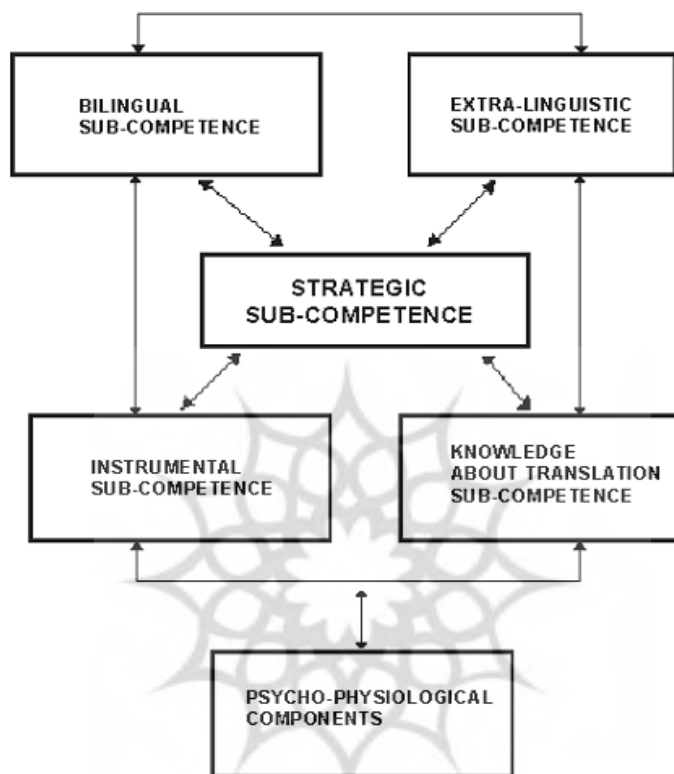 BILINGUAL
SUB-COMPETENCE
EXTRA-LINGUISTIC
SUB-COMPETENCE
STRATEGIC
SUB-COMPETENCE
INSTRUMENTAL
SUB-COMPETENCE
KNOWLEDGE
ABOUT TRANSLATION
SUB-COMPETENCE
PSYCHO-PHYSIOLOGICAL
COMPONENTS